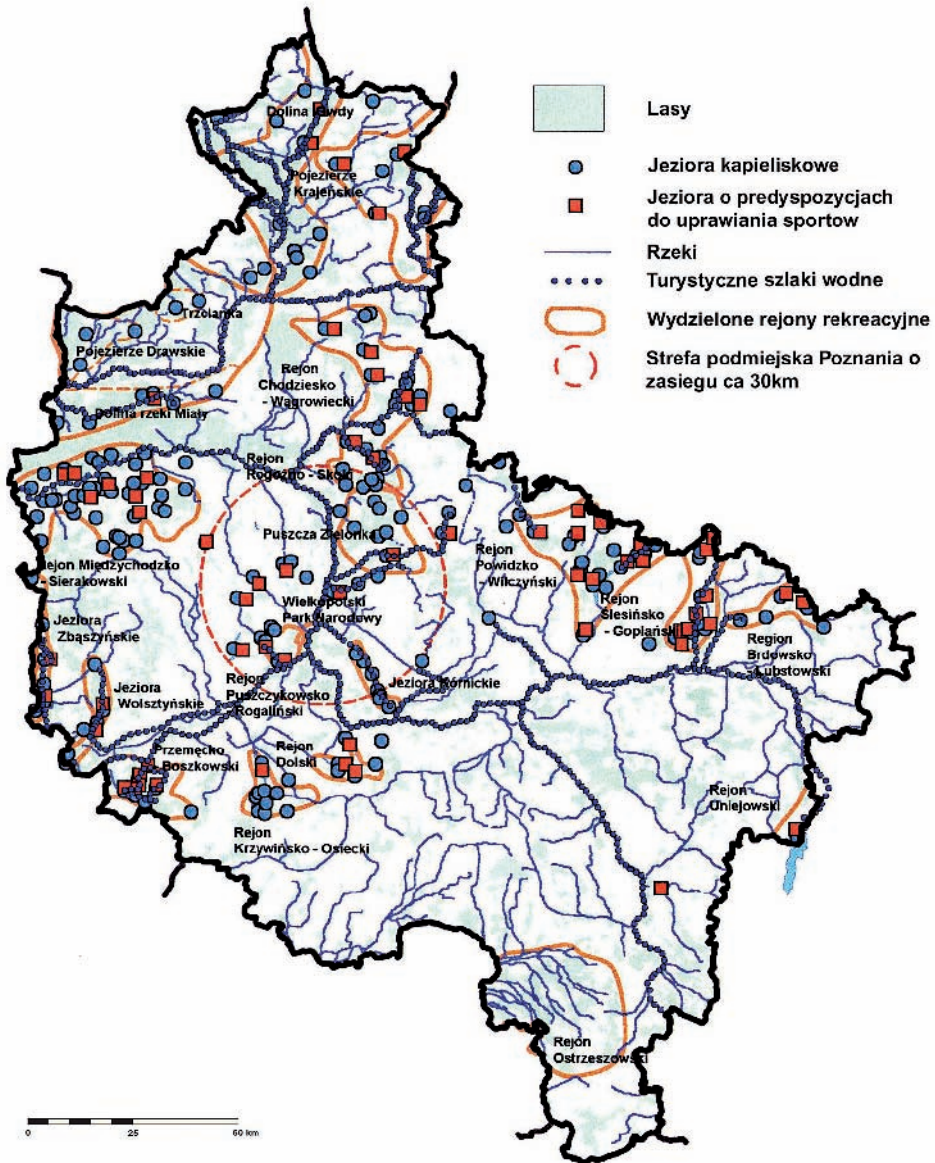 Lasy
Jeziora kapieliskowe
Jeziora o predyspozycjach
do uprawiania sportow
Rzeki
Turystyczne szlaki wodne
Wydzielone rejony rekreacyjne
Strefa podmiejska Poznania o
zasiegu ca 30km
Dolina
Pojezierze
Krajeńskie
Trzcianka
Pojezierze Drawskie
Rejon
Chodziesko
- Wągrowiecki
Dolina rzeki Miały
Rejon
Rogoźno - Skoki
Puszcza Zielonka
Rejon
Powidzko
- Wilczyński
Rejon Międzychodzko
- Sierakowski
Wielkopolski
Park Narodowy
Rejon
Ślesińsko
- Gopłański
Jeziora
Zbąszyńskie
Region
Brdowsko
- Lubstowski
Jeziora
Wolsztyńskie
Rejon
Puszczykowsko
Rogaliński
Jeziora Kórnickie
Przemęcko
- Boszkowski
Rejon
Dolski
Rejon
Uniejowski
Rejon
Krzywińsko - Osiecki
Rejon
Ostrzeszowski
0 25 50 km